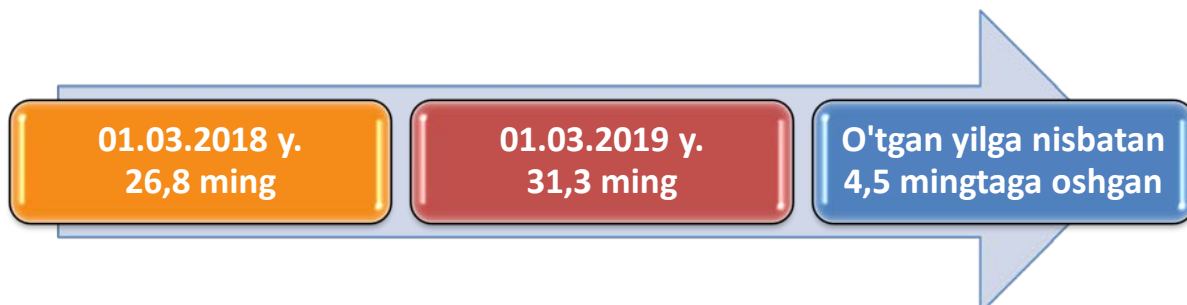 01.03.2018 y.
26,8 ming
01.03.2019 y.
31,3 ming
O'tgan yilga nisbatan
4,5 mingtaga oshgan